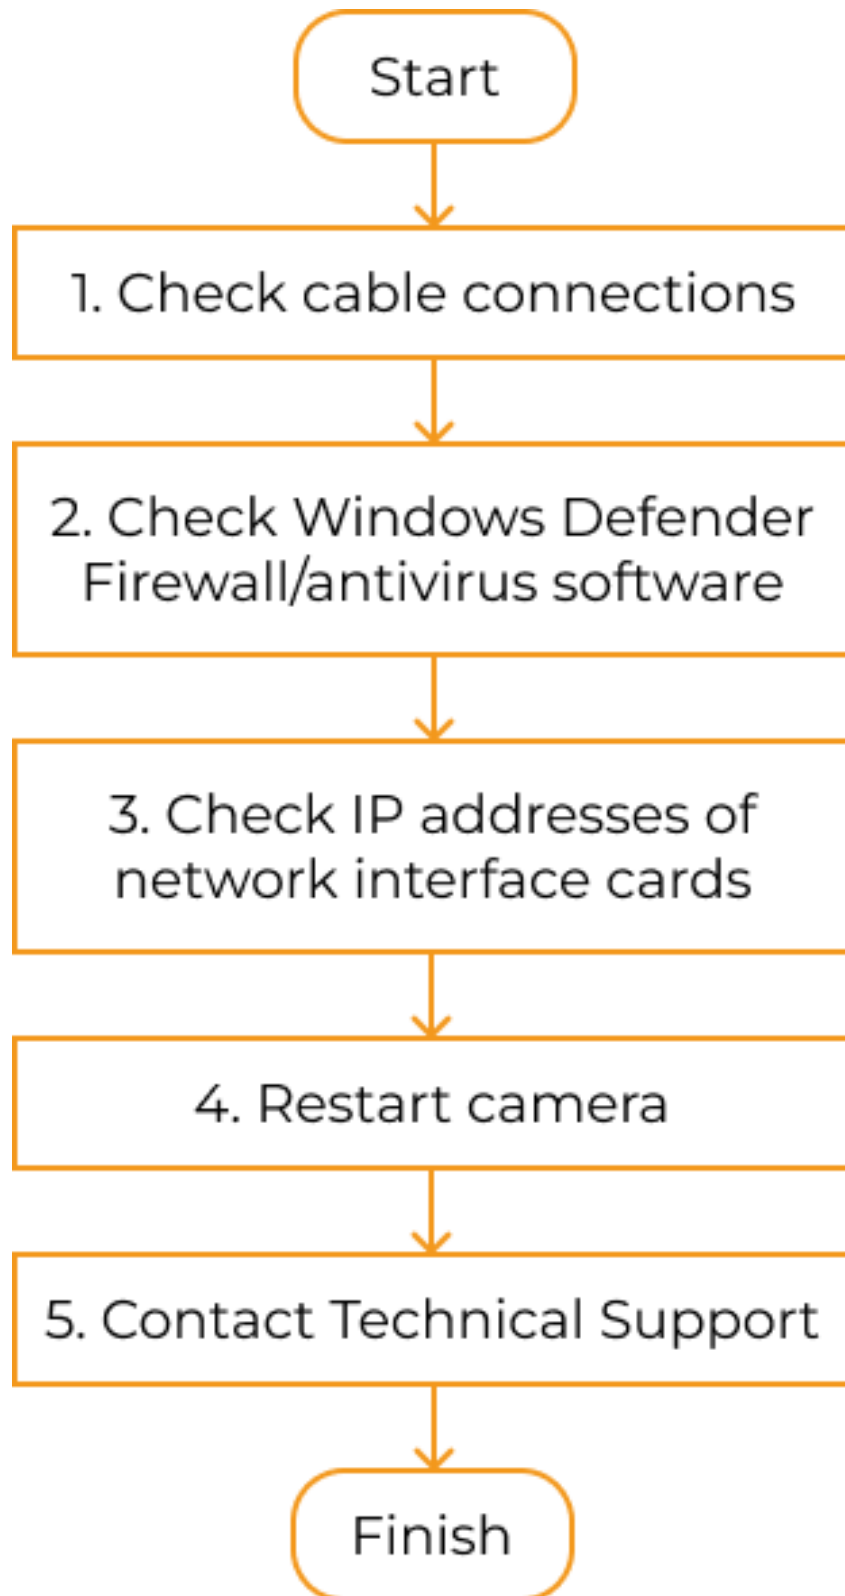 Start
1. Check cable connections
2. Check Windows Defender
Firewall/antivirus software
3. Check IP addresses of
network interface cards
4. Restart camera
5. Contact Technical Support
Finish